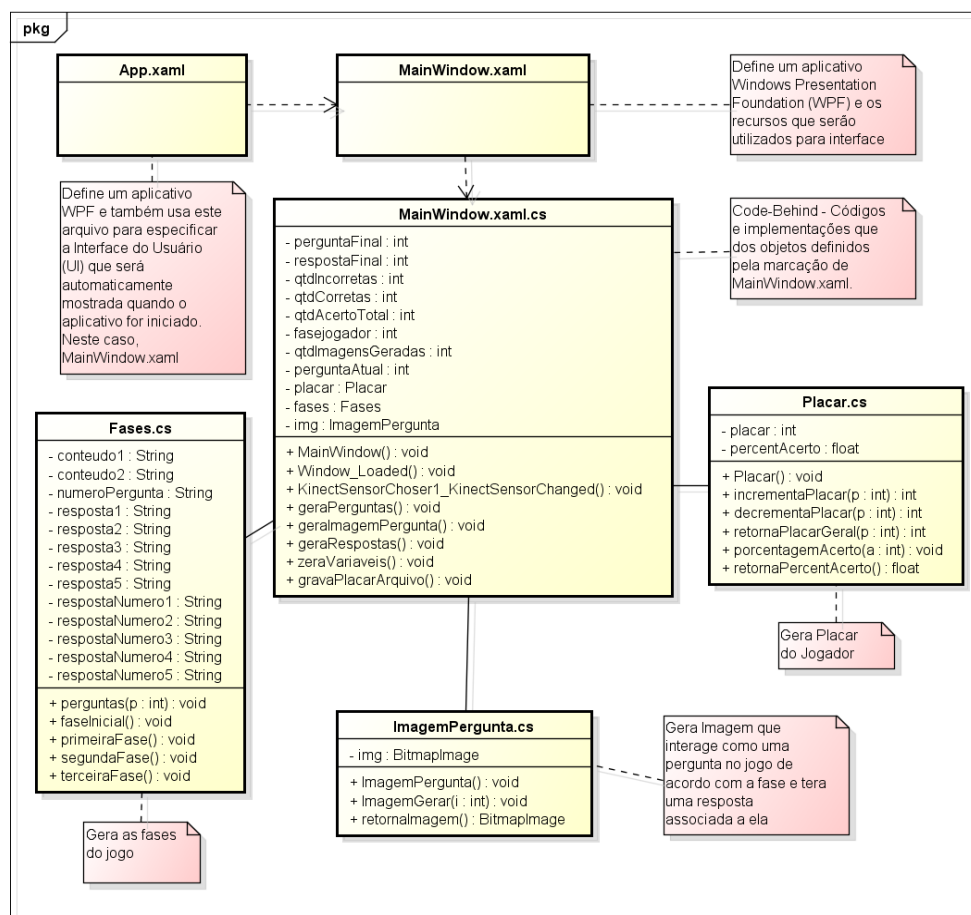 pkg
App.xaml
MainWindow.xaml
Define um aplicativo
Windows Presentation
Foundation (WPF) e os
recursos que serão
utilizados para interface
Define um aplicativo
WPF e também usa este
arquivo para especificar
a Interface do Usuário
(UI) que será
automaticamente
mostrada quando o
aplicativo for iniciado.
Neste caso,
MainWindow.xaml
MainWindow.xaml.cs
- perguntaFinal : int
- respostaFinal : int
- qtdIncorretas : int
- qtdCorretas : int
- qtdAcertoTotal : int
- fasejogador : int
- qtdImagensGeradas : int
- perguntaAtual : int
- placar : Placar
- fases : Fases
- img : ImagemPergunta
+ MainWindow() : void
+ Window_Loaded() : void
+ KinectSensorChoser1_KinectSensorChanged() : void
+ geraPerguntas() : void
+ geraImagemPergunta() : void
+ geraRespostas() : void
+ zeraVariaveis() : void
+ gravaPlacarArquivo() : void
Code-Behind - Códigos
e implementações que
dos objetos definidos
pela marcação de
MainWindow.xaml.
Fases.cs
- conteudo1 : String
- conteudo2 : String
- numeroPergunta : String
- resposta1 : String
- resposta2 : String
- resposta3 : String
- resposta4 : String
- resposta5 : String
- respostaNumero1 : String
- respostaNumero2 : String
- respostaNumero3 : String
- respostaNumero4 : String
- respostaNumero5 : String
+ perguntas(p : int) : void
+ faseInicial() : void
+ primeiraFase() : void
+ segundaFase() : void
+ terceiraFase() : void
Placar.cs
- placar : int
- percentAcerto : float
+ Placar() : void
+ incrementaPlacar(p : int) : int
+ decrementaPlacar(p : int) : int
+ retornaPlacarGeral(p : int) : int
+ porcentagemAcerto(a : int) : void
+ retornaPercentAcerto() : float
Gera Placar
do Jogador
ImagemPergunta.cs
- img : BitmapImage
+ ImagemPergunta() : void
+ ImagemGerar(i : int) : void
+ retornaImagem() : BitmapImage
Gera Imagem que
interage como uma
pergunta no jogo de
acordo com a fase e tera
uma resposta
associada a ela
Gera as fases
do jogo